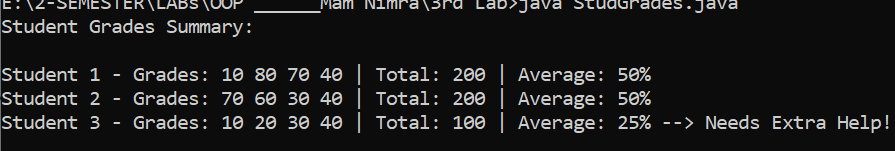 E:\2-SEMESTER\LABs\OOP ______Mam Nimra\3rd Lab>java StudGrades.java
Student Grades Summary:
Student 1 - Grades: 10 80 70 40 | Total: 200 | Average: 50%
Student 2 - Grades: 70 60 30 40 | Total: 200 | Average: 50%
Student 3 - Grades: 10 20 30 40 | Total: 100 | Average: 25% --> Needs Extra Help!